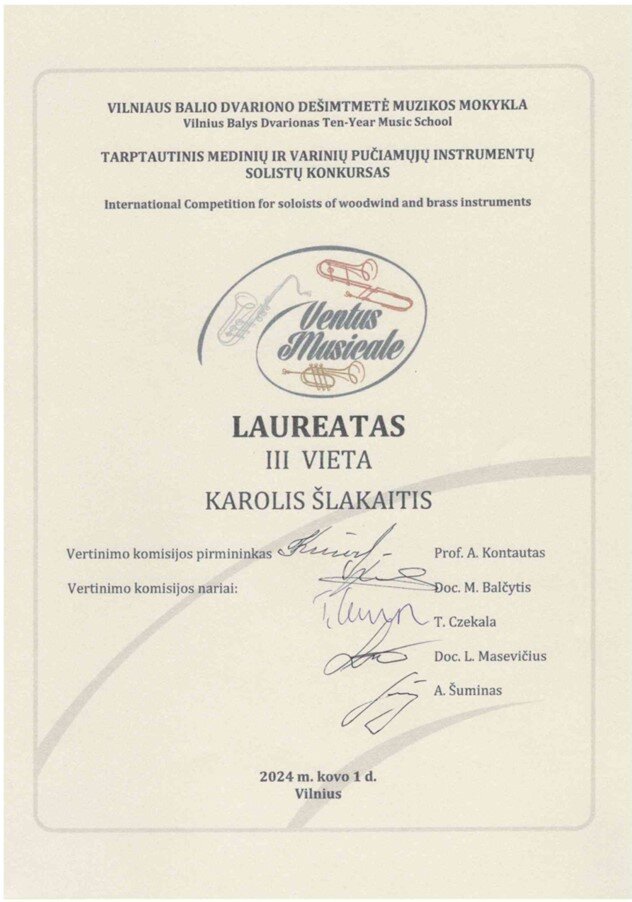 VILNIAUS BALIO DVARIONO DEŠIMTMETĖ MUZIKOS MOKYKLA
Vilnius Balys Dvarionas Ten-Year Music School
TARPTAUTINIS MEDINIŲ IR VARINIŲ PUČIAMŲJŲ INSTRUMENTŲ
SOLISTŲ KONKURSAS
International Competition for soloists of woodwind and brass instruments
Ventus
Musicale
LAUREATAS
III VIETA
KAROLIS ŠLAKAITIS
Vertinimo komisijos pirmininkas Prof. A. Kontautas
Vertinimo komisijos nariai: Doc. M. Balčytis
T. Czekala
Doc. L. Masevičius
A. Šuminas
2024 m. kovo 1 d.
Vilnius